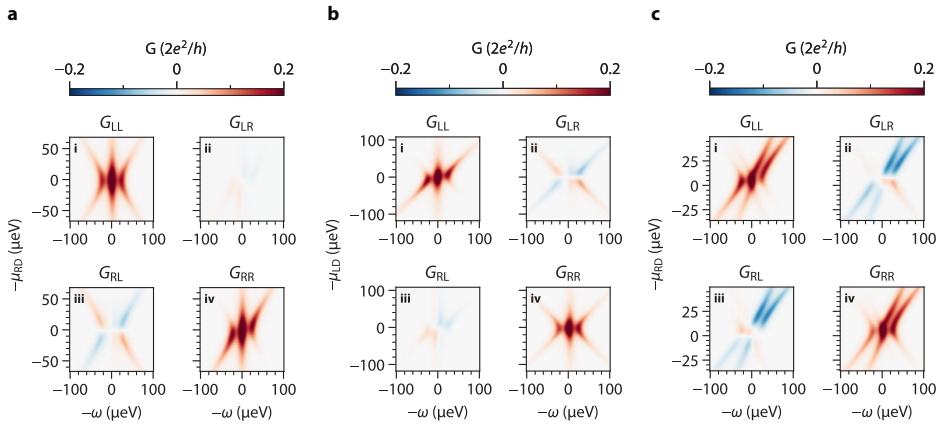 a
G (2e²/h)
−0.2 0 0.2
G_LL G_LR
i ii
50
0
−50
−100 0 100 −100 0 100
−μ_RD (μeV)
G_RL G_RR
iii iv
50
0
−50
−100 0 100 −100 0 100
−ω (μeV) −ω (μeV)
b
G (2e²/h)
−0.2 0 0.2
G_LL G_LR
i ii
100
0
−100
−100 0 100 −100 0 100
−μ_LD (μeV)
G_RL G_RR
iii iv
100
0
−100
−100 0 100 −100 0 100
−ω (μeV) −ω (μeV)
c
G (2e²/h)
−0.2 0 0.2
G_LL G_LR
i ii
25
0
−25
−100 0 100 −100 0 100
−μ_RD (μeV)
G_RL G_RR
iii iv
25
0
−25
−100 0 100 −100 0 100
−ω (μeV) −ω (μeV)